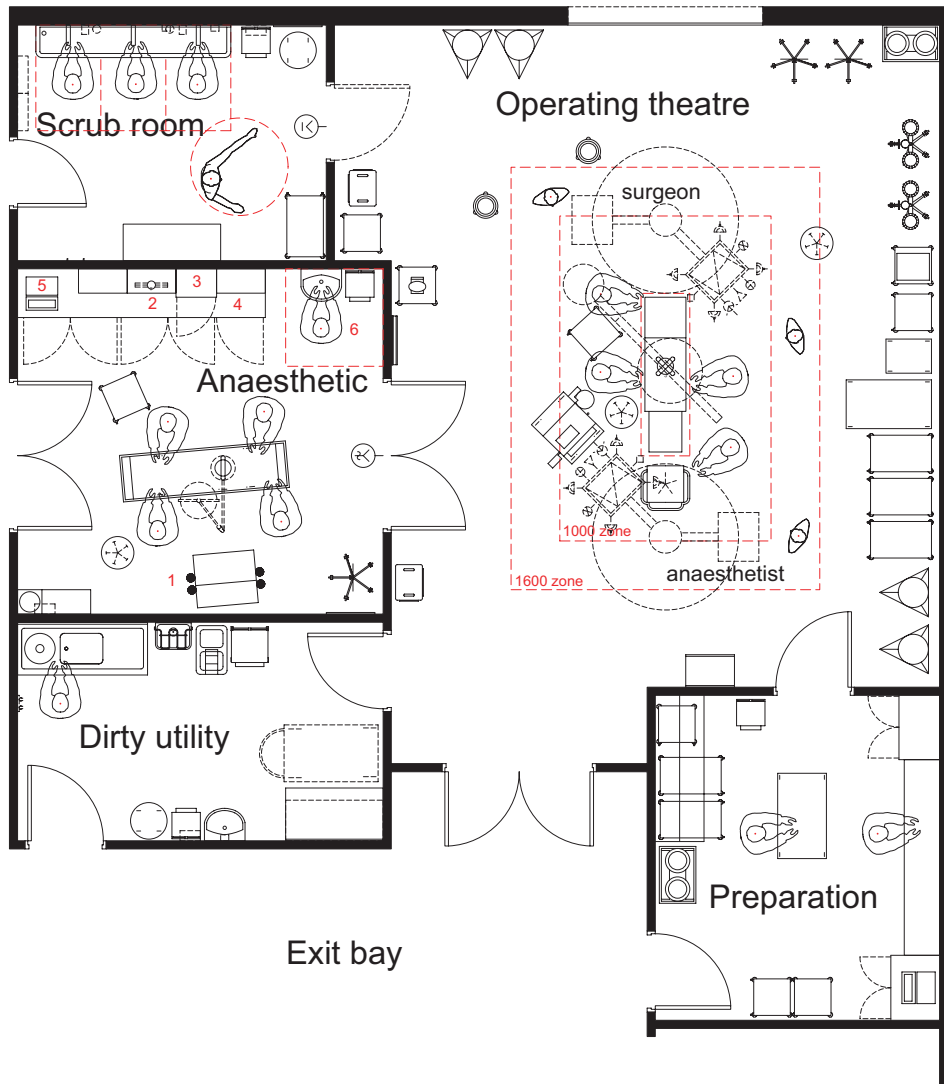 Operating theatre
Scrub room
surgeon
5
3
2
4
6
Anaesthetic
1000 zone
1
1600 zone
anaesthetist
Dirty utility
Preparation
Exit bay